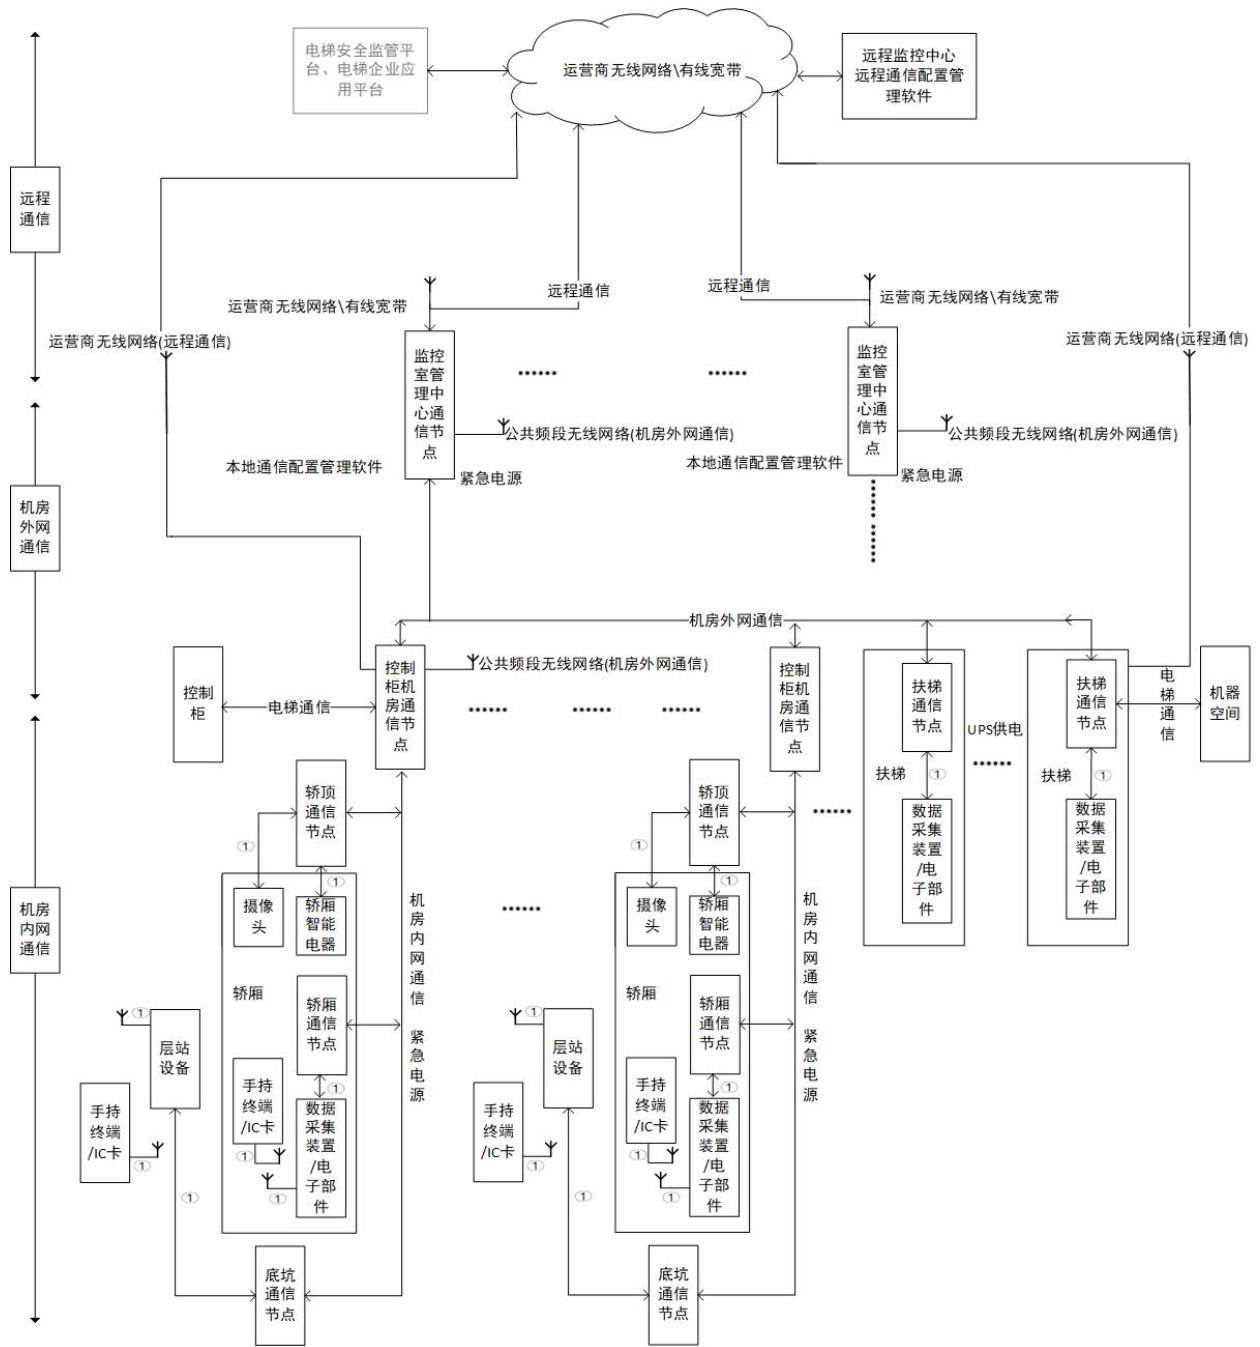 电梯安全监管平
台、电梯企业应
用平台
运营商无线网络\有线宽带
远程监控中心
远程通信配置管
理软件
远程
通信
运营商无线网络(远程通信)
运营商无线网络\有线宽带
远程通信
远程通信
运营商无线网络\有线宽带
运营商无线网络(远程通信)
监控
室管
理中
心通
信节
点
监控
室管
理中
心通
信节
点
公共频段无线网络(机房外网通信)
公共频段无线网络(机房外网通信)
本地通信配置管理软件
紧急电源
本地通信配置管理软件
紧急电源
机房
外网
通信
机房外网通信
控制
柜
电梯通信
控制
柜机
房通
信节
点
公共频段无线网络(机房外网通信)
控制
柜机
房通
信节
点
扶梯
通信
节点
扶梯
①
数据
采集
装置
/电
子部
件
UPS供电
扶梯
通信
节点
扶梯
①
数据
采集
装置
/电
子部
件
电
梯
通
信
机器
空间
机房
内网
通信
轿顶
通信
节点
①
①
摄像
头
轿厢
智能
电器
轿厢
轿厢
通信
节点
①
手持
终端
/IC卡
①
①
数据
采集
装置
/电
子部
件
机
房
内
网
通
信
紧
急
电
源
①
层站
设备
手持
终端
/IC卡
①
①
底坑
通信
节点
轿顶
通信
节点
①
①
摄像
头
轿厢
智能
电器
轿厢
轿厢
通信
节点
①
手持
终端
/IC卡
①
①
数据
采集
装置
/电
子部
件
机
房
内
网
通
信
紧
急
电
源
①
层站
设备
手持
终端
/IC卡
①
①
底坑
通信
节点